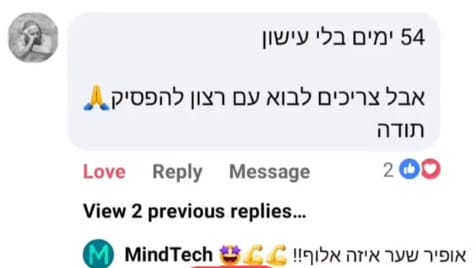 54 ימים בלי עישון
אבל צריכים לבוא עם רצון להפסיק🙏
תודה
Love Reply Message 2
View 2 previous replies...
M MindTech 🤩💪💪 אופיר שער איזה אלוף!!